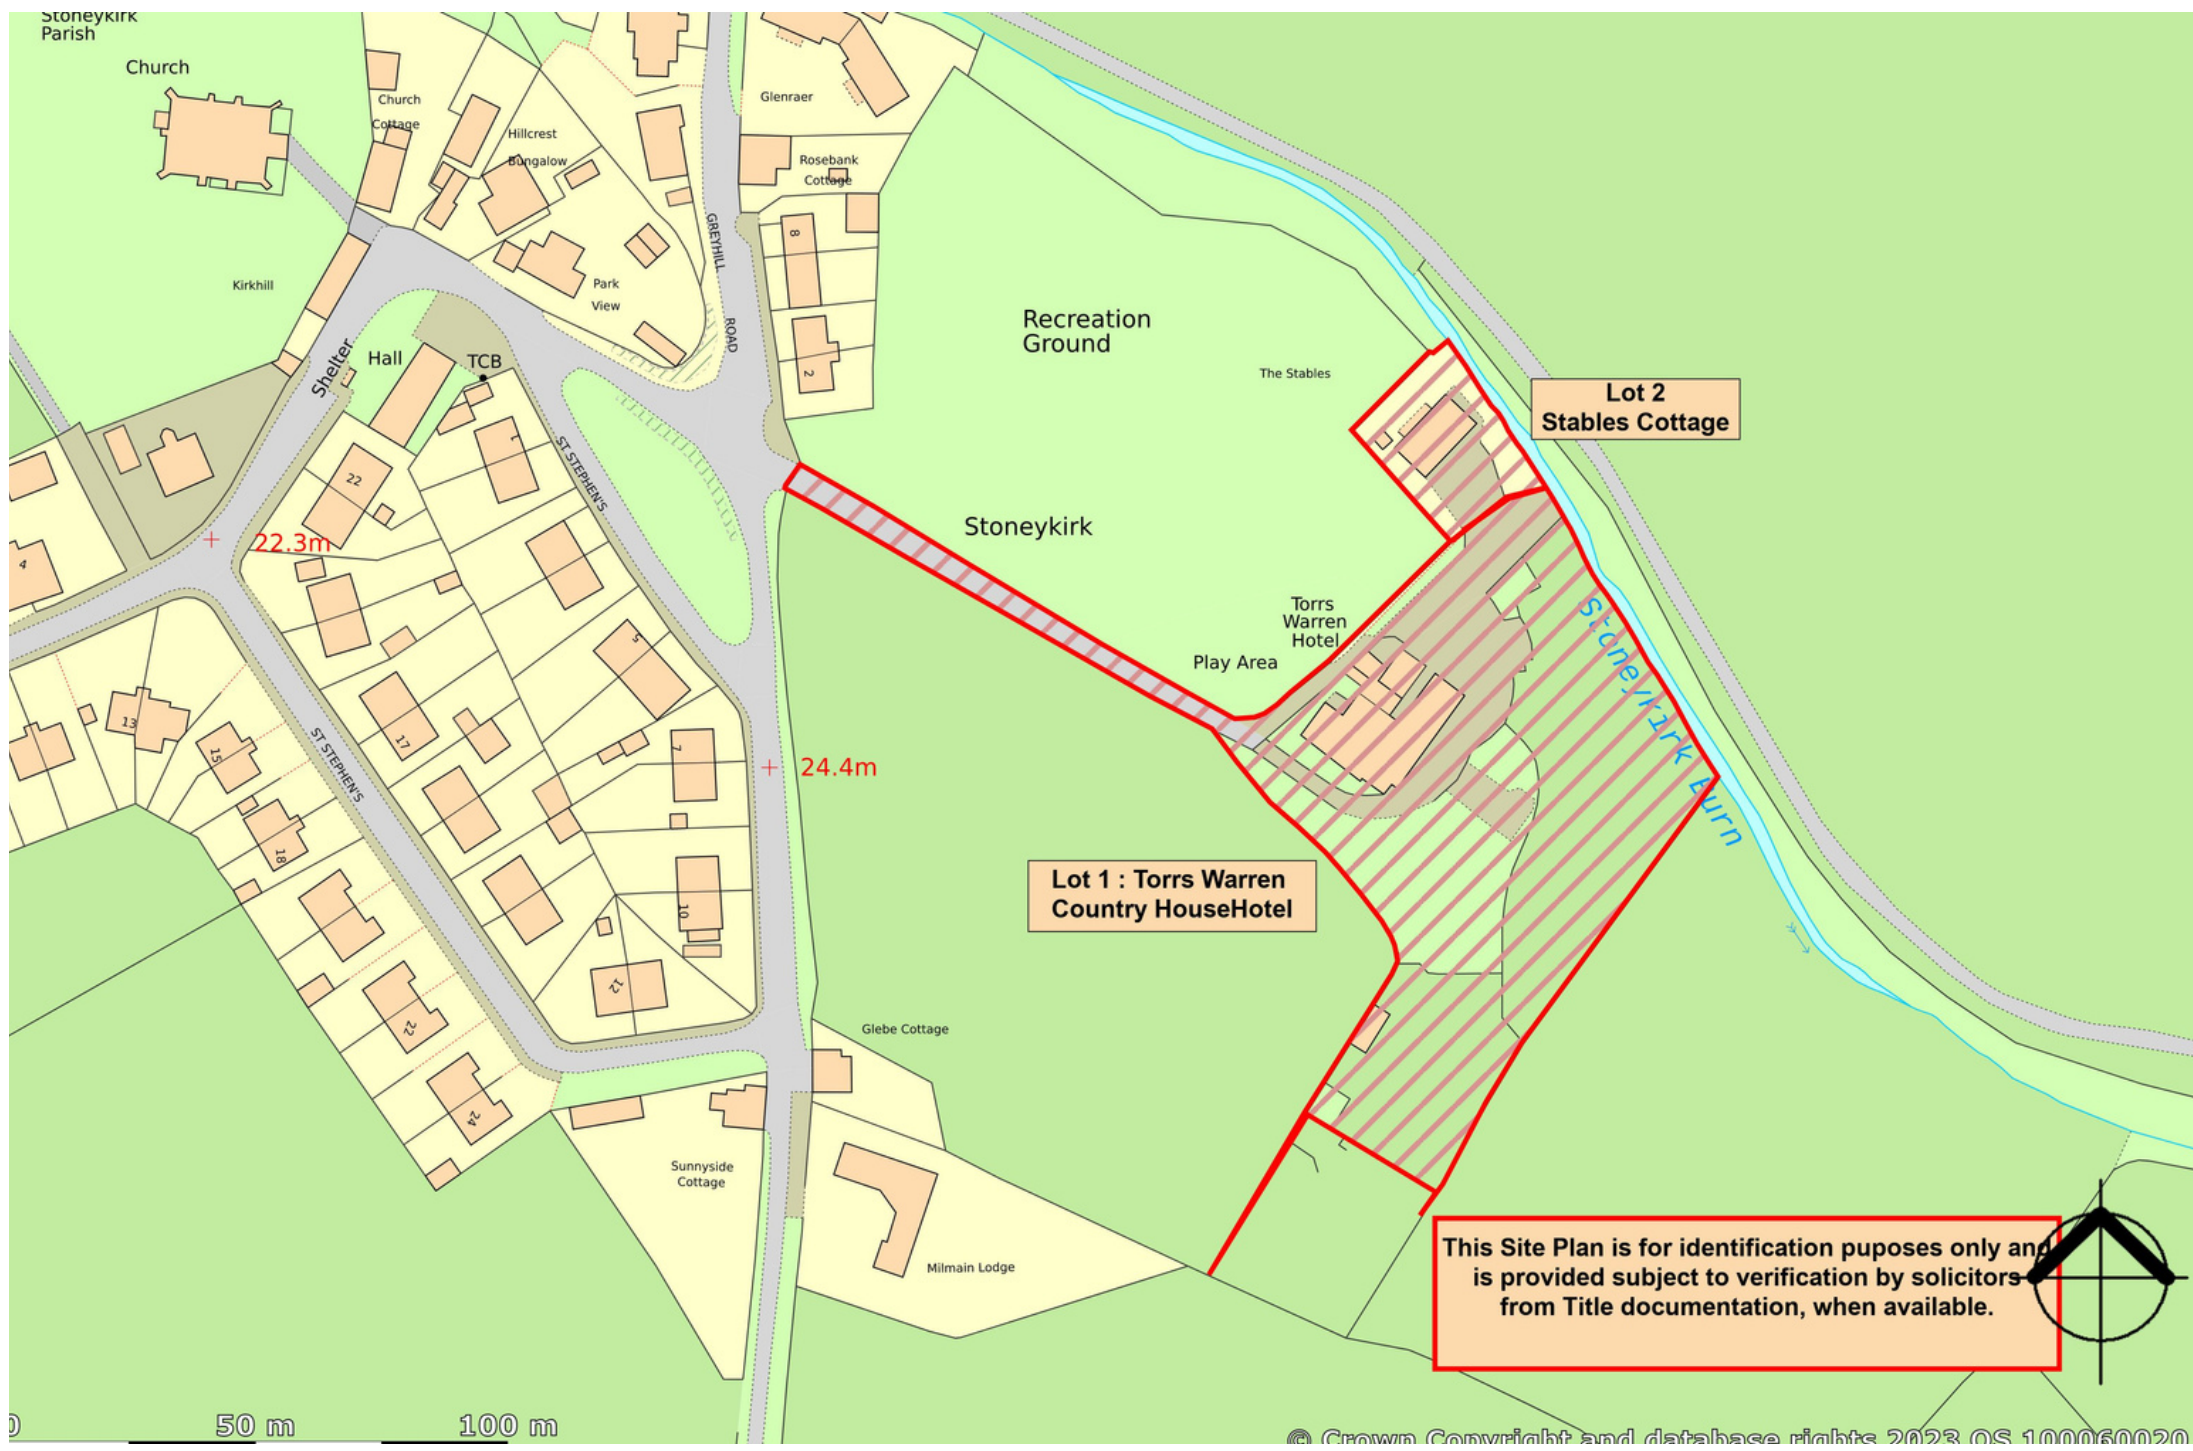 Stoneykirk
Parish
Church
Church
Cottage
Hillcrest
Bungalow
Glenraer
Rosebank
Cottage
GREYHILL
ROAD
8
2
Kirkhill
Park
View
Shelter
Hall
TCB
Recreation
Ground
The Stables
Lot 2
Stables Cottage
1
22
ST STEPHEN'S
4
22.3m
Stoneykirk
Torrs
Warren
Hotel
Play Area
Stoneykirk Burn
5
13
15
17
7
24.4m
ST STEPHEN'S
18
10
Lot 1 : Torrs Warren
Country HouseHotel
12
22
Glebe Cottage
24
Sunnyside
Cottage
Milmain Lodge
This Site Plan is for identification puposes only and
is provided subject to verification by solicitors
from Title documentation, when available.
0 50 m 100 m
© Crown Copyright and database rights 2023 OS 100060020